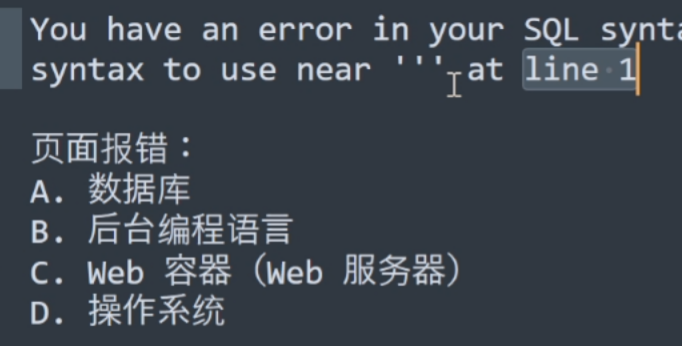 You have an error in your SQL
syntax to use near ''' at line 1
页面报错：
A. 数据库
B. 后台编程语言
C. Web 容器（Web 服务器）
D. 操作系统